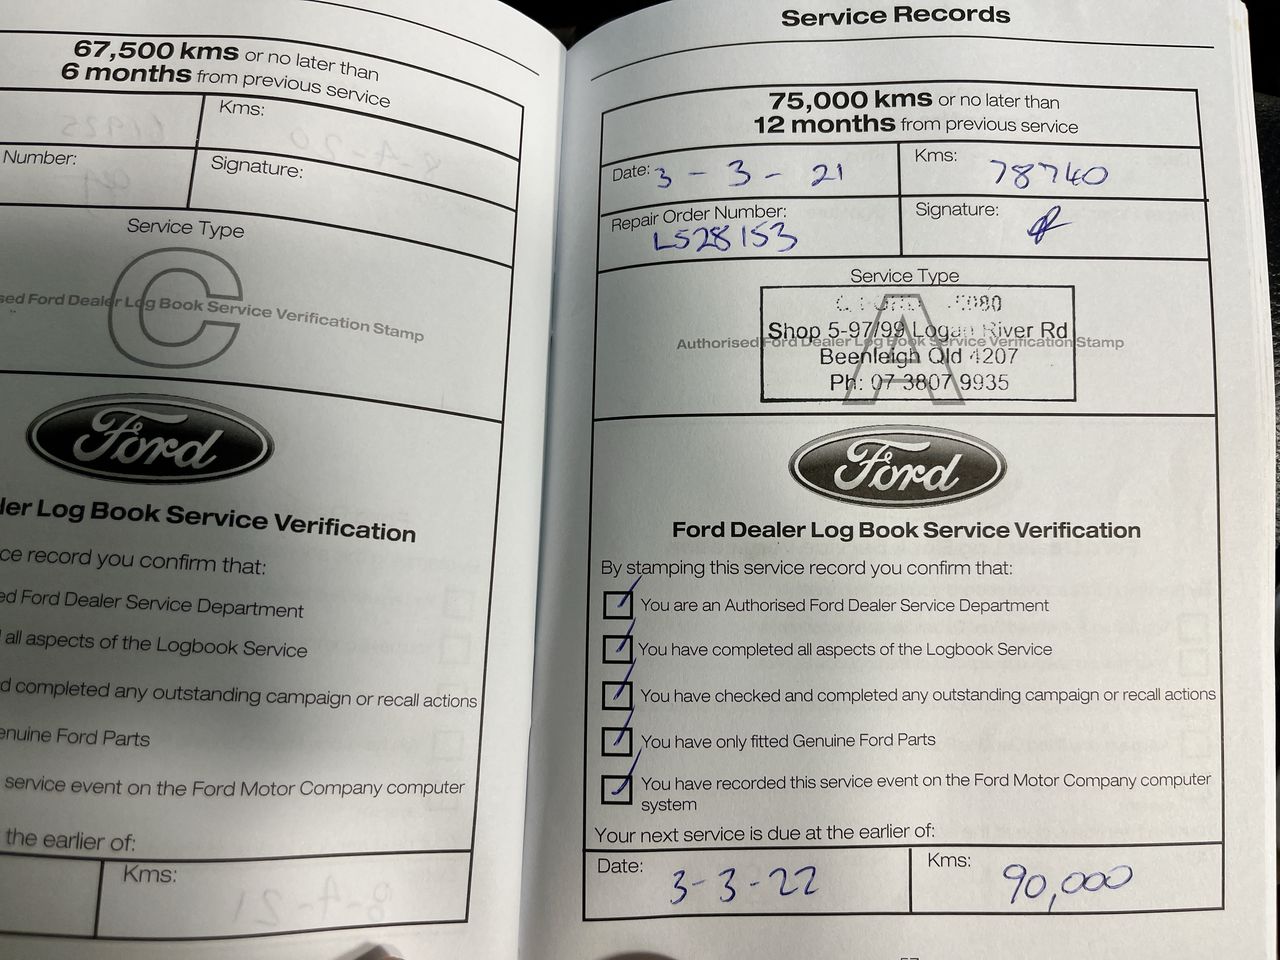 67,500 kms or no later than
6 months from previous service
Kms:
Number:
Signature:
Service Type
C
Ford Dealer Log Book Service Verification Stamp
Ford
Log Book Service Verification
record you confirm that:
Ford Dealer Service Department
all aspects of the Logbook Service
completed any outstanding campaign or recall actions
Ford Parts
service event on the Ford Motor Company computer
the earlier of:
Kms:
Service Records
75,000 kms or no later than
12 months from previous service
Date: 3 - 3 - 21
Kms: 78740
Repair Order Number: L528153
Signature:
Service Type
A
Authorised Ford Dealer Log Book Service Verification Stamp
Shop 5-97/99 Logan River Rd
Beenleigh Qld 4207
Ph: 07 3807 9935
Ford
Ford Dealer Log Book Service Verification
By stamping this service record you confirm that:
You are an Authorised Ford Dealer Service Department
You have completed all aspects of the Logbook Service
You have checked and completed any outstanding campaign or recall actions
You have only fitted Genuine Ford Parts
You have recorded this service event on the Ford Motor Company computer
system
Your next service is due at the earlier of:
Date: 3-3-22
Kms: 90,000